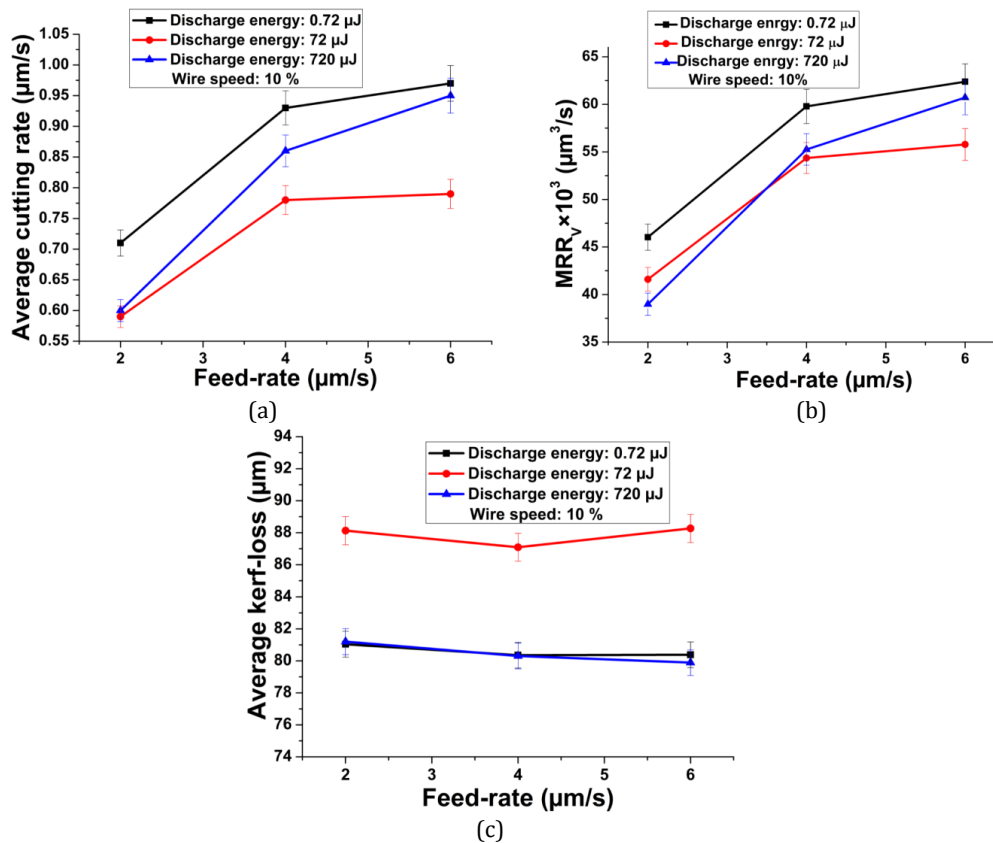 Discharge energy: 0.72 µJ
Discharge energy: 72 µJ
Discharge energy: 720 µJ
Wire speed: 10 %
1.05
1.00
0.95
0.90
0.85
0.80
0.75
0.70
0.65
0.60
0.55
Average cutting rate (µm/s)
2 3 4 5 6
Feed-rate (µm/s)
(a)
Discharge energy: 0.72 µJ
Discharge enrgy: 72 µJ
Discharge enrgy: 720 µJ
Wire speed: 10%
65
60
55
50
45
40
35
MRRv×10³ (µm³/s)
2 3 4 5 6
Feed-rate (µm/s)
(b)
Discharge energy: 0.72 µJ
Discharge energy: 72 µJ
Discharge energy: 720 µJ
Wire speed: 10 %
94
92
90
88
86
84
82
80
78
76
74
Average kerf-loss (µm)
2 3 4 5 6
Feed-rate (µm/s)
(c)